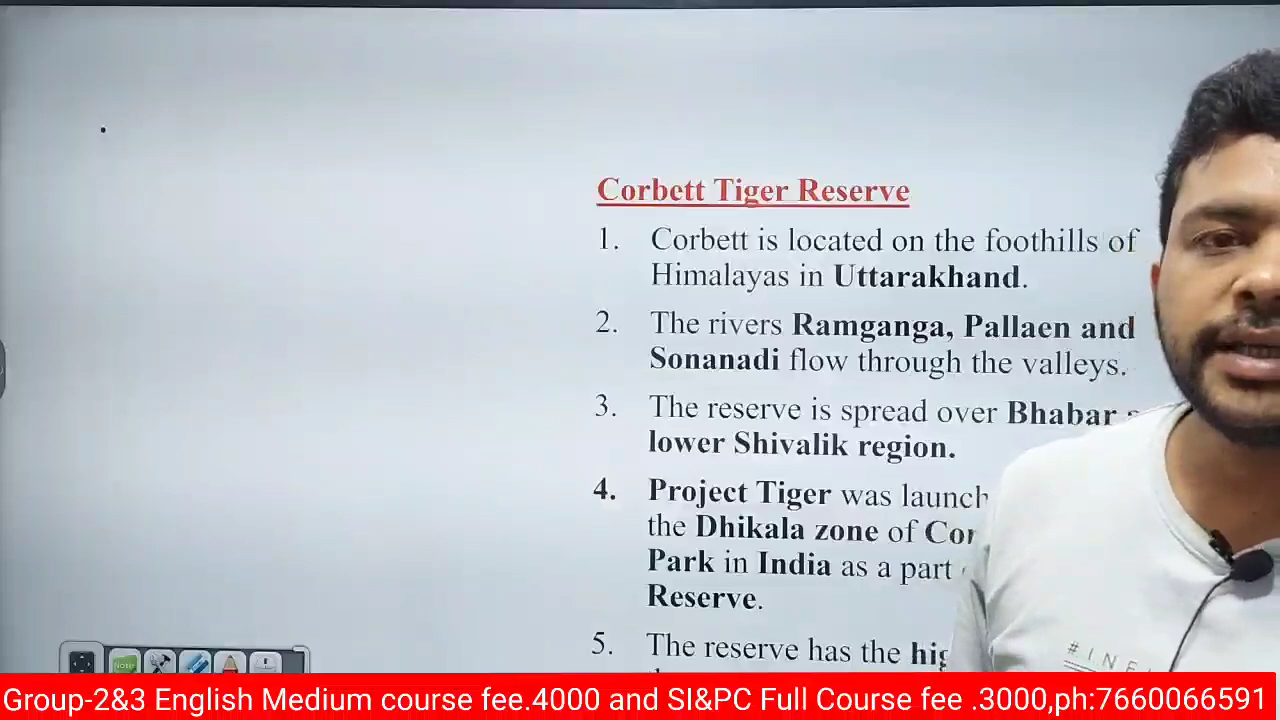 Corbett Tiger Reserve
1. Corbett is located on the foothills of
Himalayas in Uttarakhand.
2. The rivers Ramganga, Pallaen and
Sonanadi flow through the valleys.
3. The reserve is spread over Bhabar
lower Shivalik region.
4. Project Tiger was launch
the Dhikala zone of Cor
Park in India as a part
Reserve.
5. The reserve has the hig
#INF
Group-2&3 English Medium course fee.4000 and SI&PC Full Course fee .3000,ph:7660066591